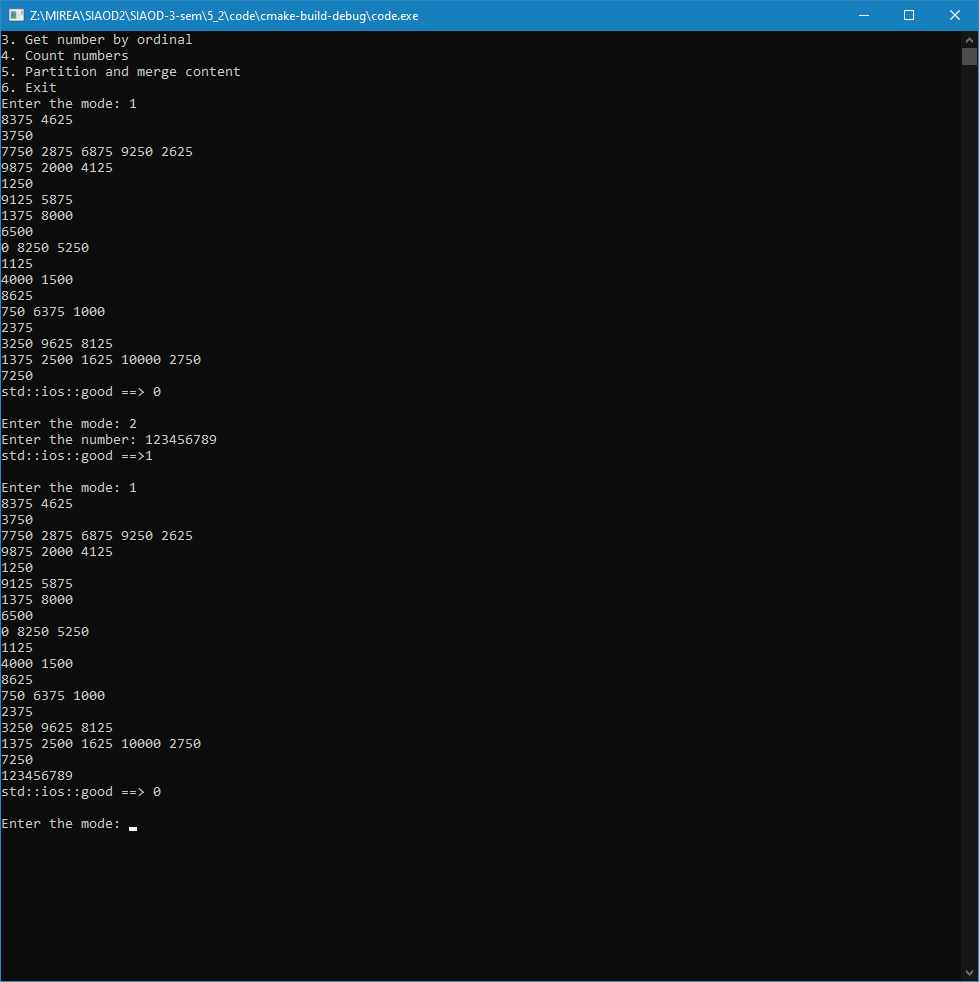 Z:\MIREA\SIAOD2\SIAOD-3-sem\5_2\code\cmake-build-debug\code.exe
3. Get number by ordinal
4. Count numbers
5. Partition and merge content
6. Exit
Enter the mode: 1
8375 4625
3750
7750 2875 6875 9250 2625
9875 2000 4125
1250
9125 5875
1375 8000
6500
0 8250 5250
1125
4000 1500
8625
750 6375 1000
2375
3250 9625 8125
1375 2500 1625 10000 2750
7250
std::ios::good ==> 0

Enter the mode: 2
Enter the number: 123456789
std::ios::good ==>1

Enter the mode: 1
8375 4625
3750
7750 2875 6875 9250 2625
9875 2000 4125
1250
9125 5875
1375 8000
6500
0 8250 5250
1125
4000 1500
8625
750 6375 1000
2375
3250 9625 8125
1375 2500 1625 10000 2750
7250
123456789
std::ios::good ==> 0

Enter the mode: